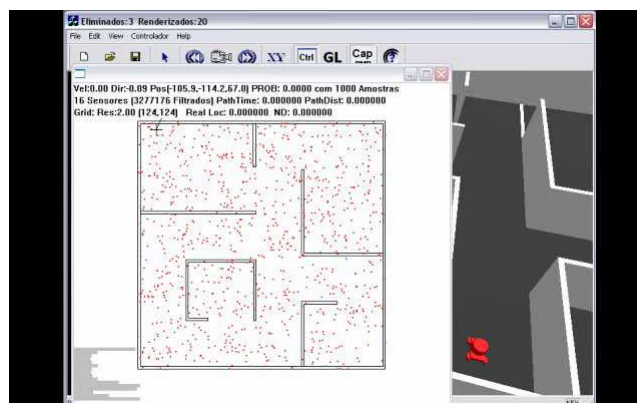 Eliminados:3 Renderizados:20
File Edit View Controlador Help
XY Ctrl GL Cap
Vel:0.00 Dir:-0.09 Pos[-105.9,-114.2,67.0] PROB: 0.0000 com 1000 Amostras
16 Sensores [3277176 Filtrados] PathTime: 0.000000 PathDist: 0.000000
Grid: Res:2.00 [124,124] Real Loc: 0.000000 ND: 0.000000